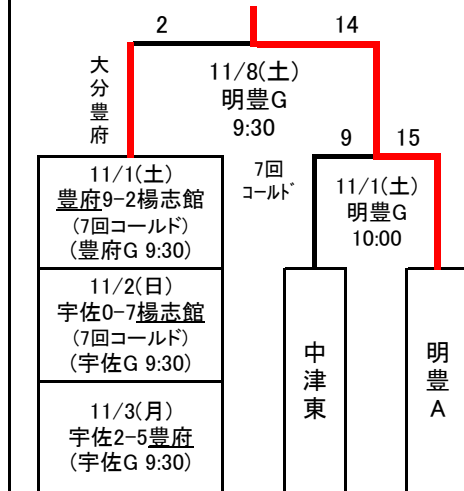 2
14
大分豊府
11/8(土)
明豊G
9:30
7回
ｺｰﾙﾄﾞ
9
15
11/1(土)
明豊G
10:00
11/1(土)
豊府9-2楊志館
(7回コールド)
(豊府G 9:30)
11/2(日)
宇佐0-7楊志館
(7回コールド)
(宇佐G 9:30)
11/3(月)
宇佐2-5豊府
(宇佐G 9:30)
中津東
明豊A